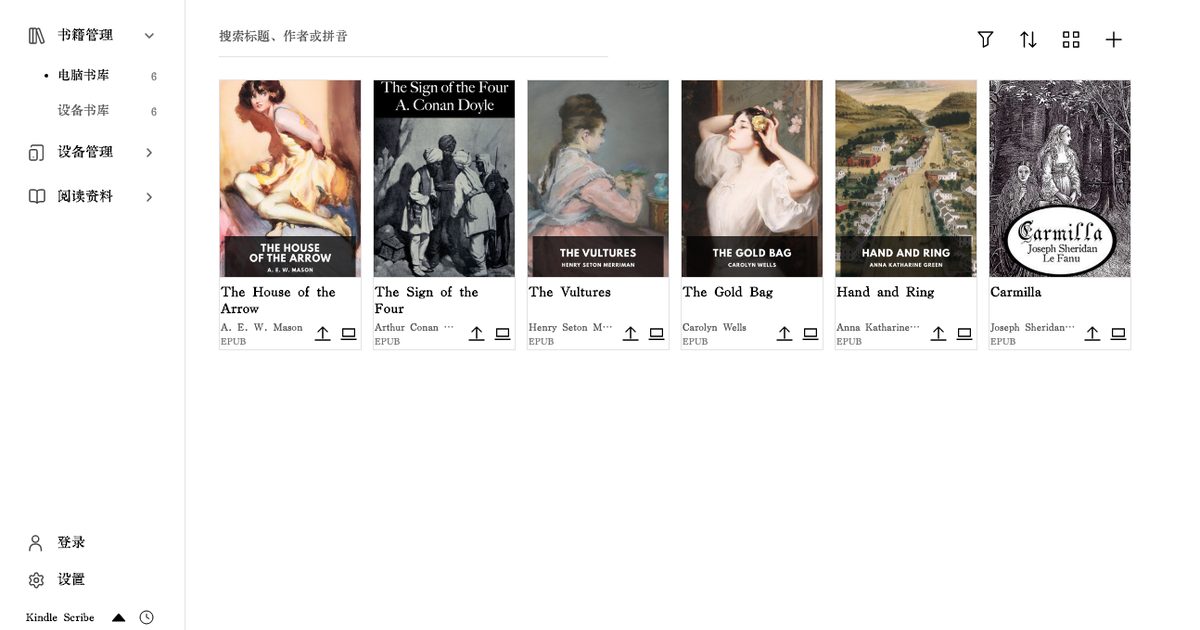 书籍管理
电脑书库 6
设备书库 6
设备管理
阅读资料
登录
设置
Kindle Scribe
搜索标题、作者或拼音
THE HOUSE
OF THE ARROW
A. E. W. MASON
The House of the
Arrow
A. E. W. Mason
EPUB
The Sign of the Four
A. Conan Doyle
The Sign of the
Four
Arthur Conan ···
EPUB
THE VULTURES
HENRY SETON MERRIMAN
The Vultures
Henry Seton M···
EPUB
THE GOLD BAG
CAROLYN WELLS
The Gold Bag
Carolyn Wells
EPUB
HAND AND RING
ANNA KATHARINE GREEN
Hand and Ring
Anna Katharine···
EPUB
Carmilla
Joseph Sheridan
Le Fanu
Carmilla
Joseph Sheridan···
EPUB